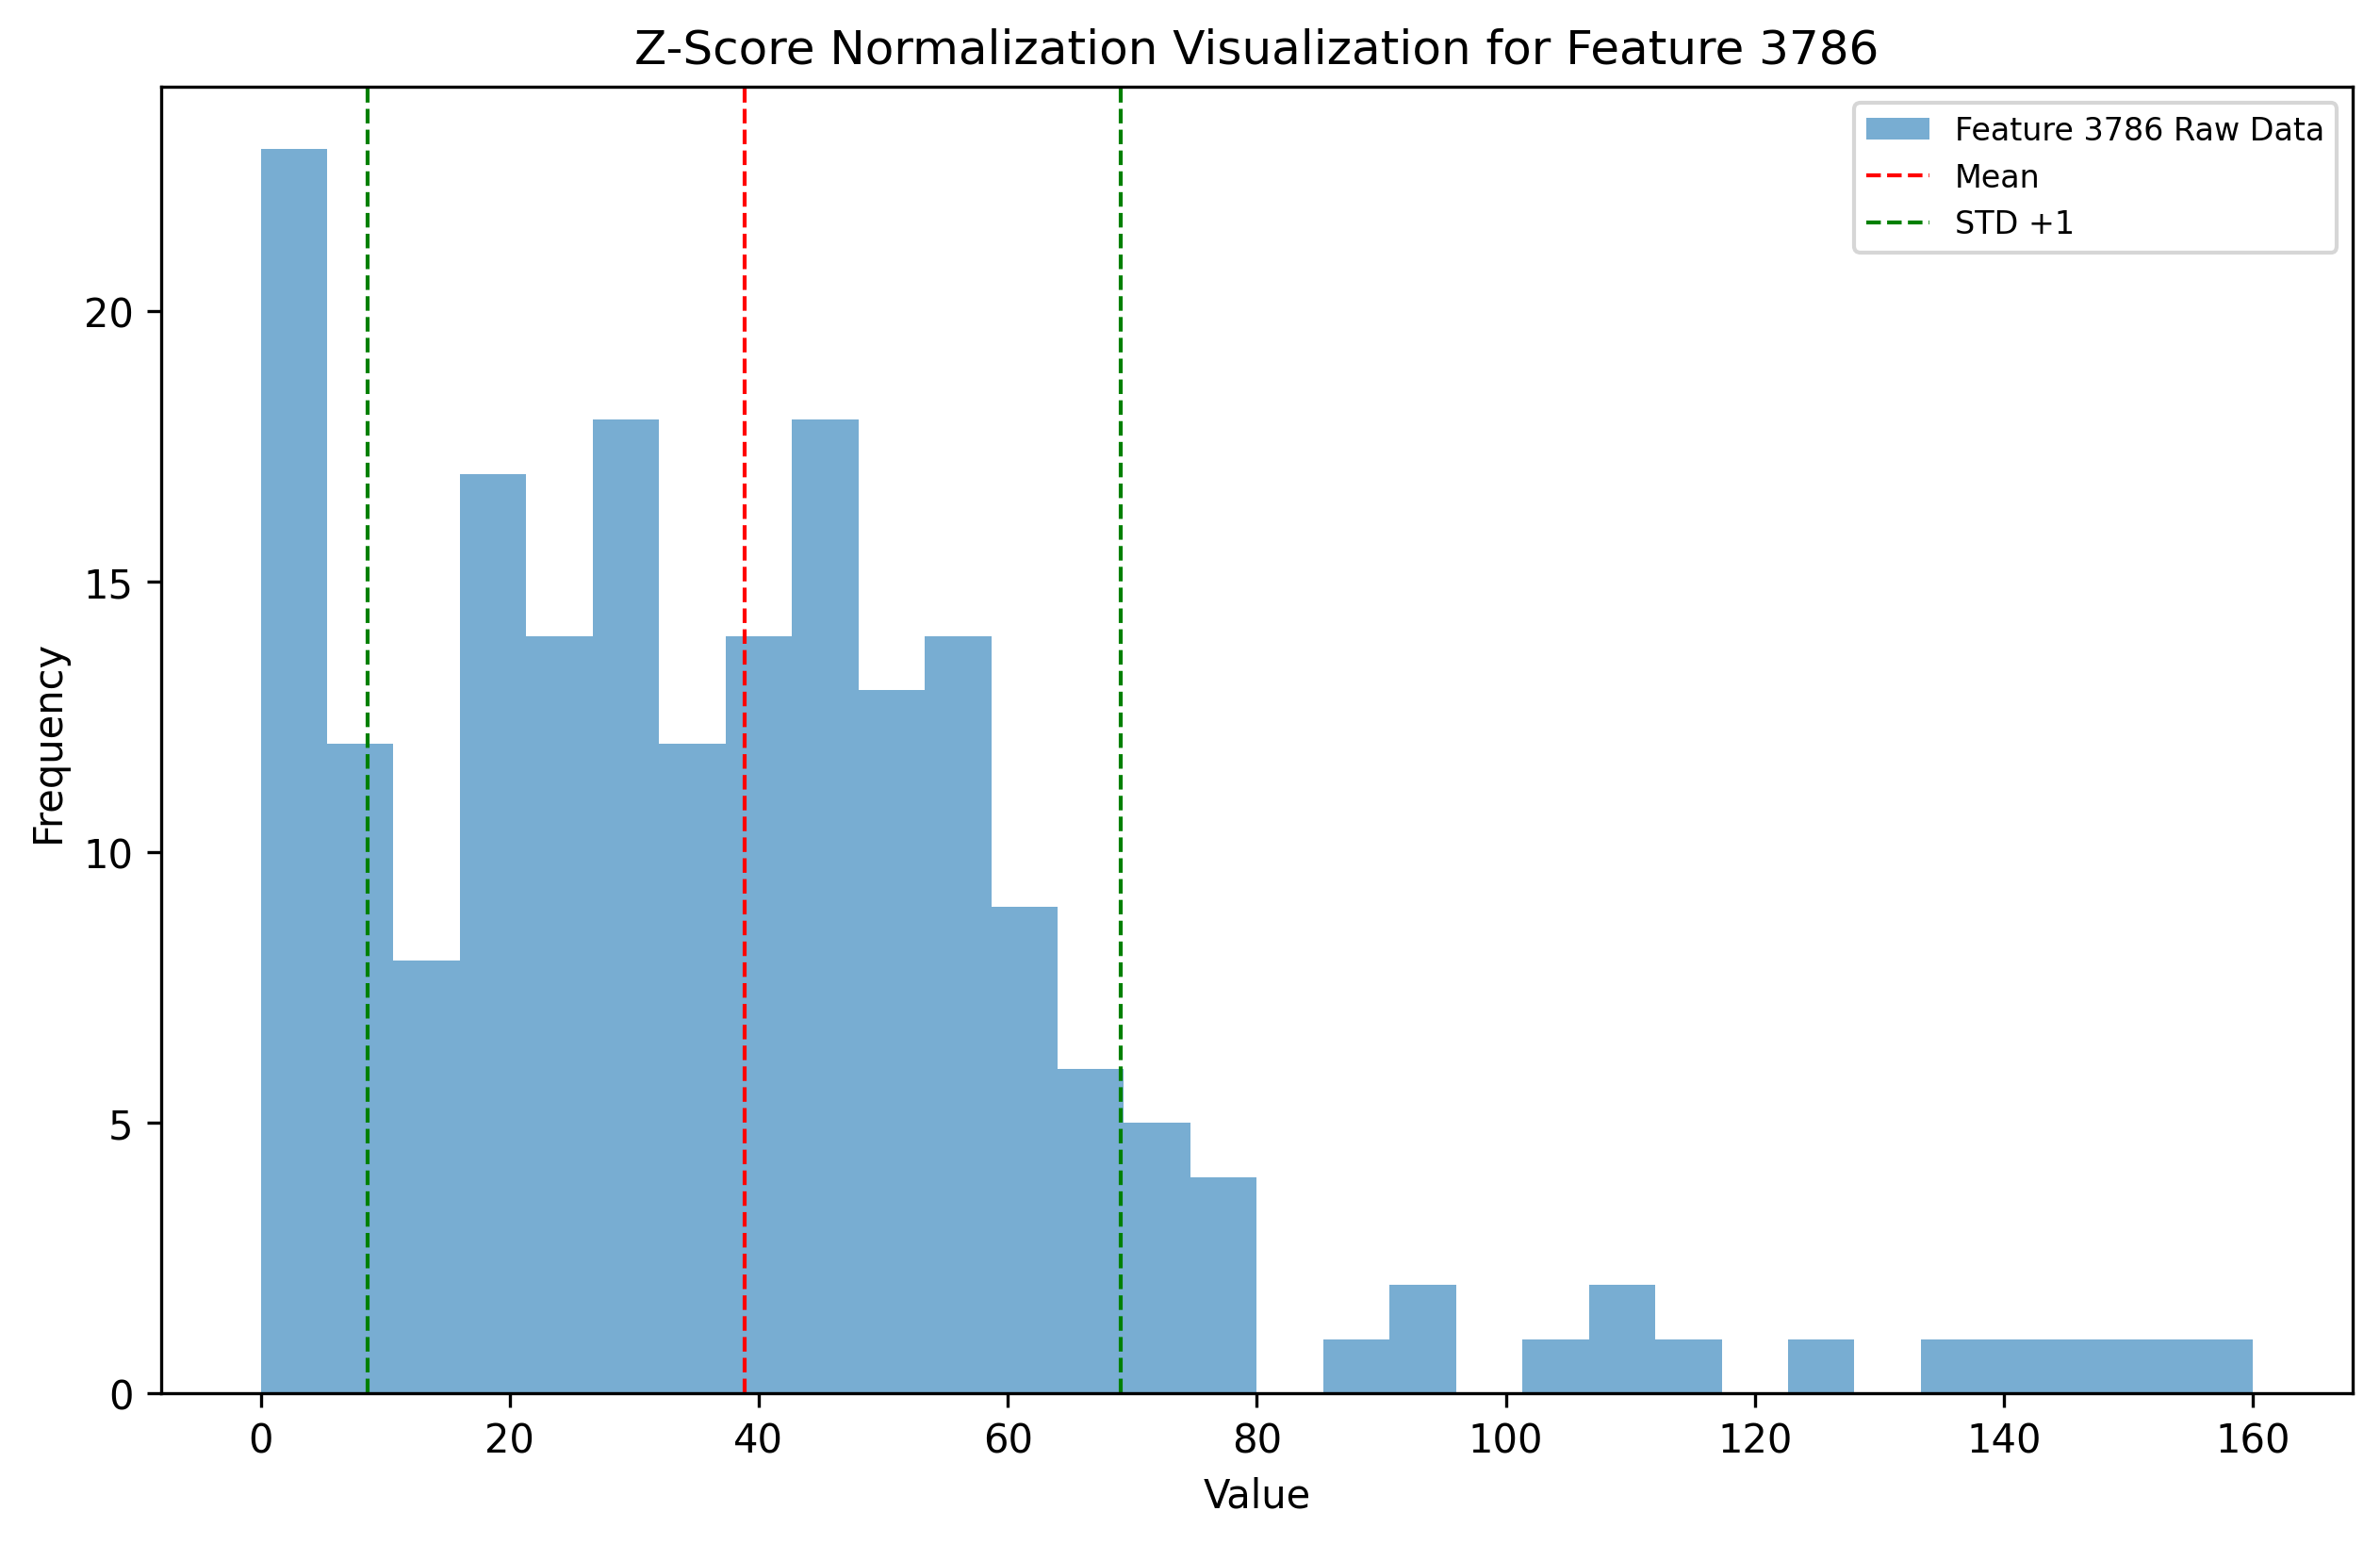 Z-Score Normalization Visualization for Feature 3786
Feature 3786 Raw Data
Mean
STD +1
Frequency
20
15
10
5
0
0 20 40 60 80 100 120 140 160
Value